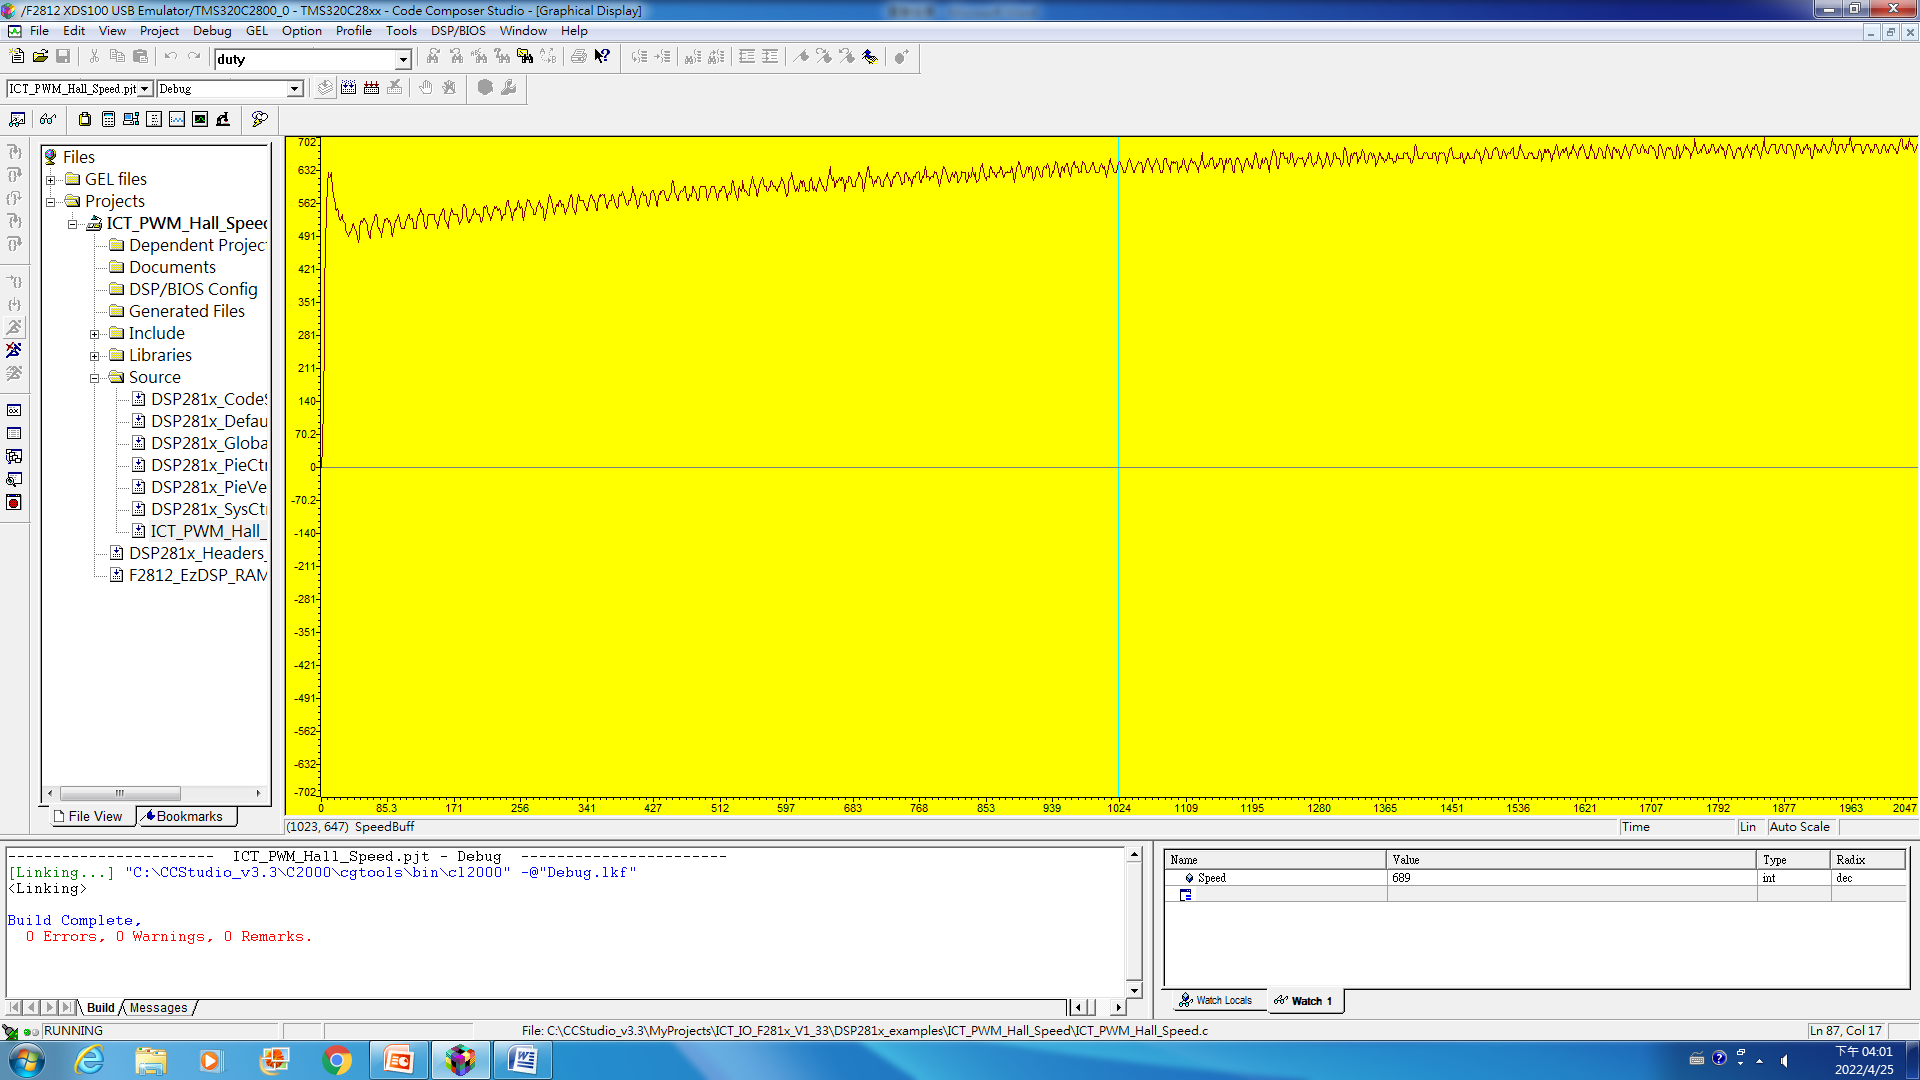 /F2812 XDS100 USB Emulator/TMS320C2800_0 - TMS320C28xx - Code Composer Studio - [Graphical Display]
File Edit View Project Debug GEL Option Profile Tools DSP/BIOS Window Help
duty
ICT_PWM_Hall_Speed.pjt Debug
Files
GEL files
Projects
ICT_PWM_Hall_Speed
Dependent Project
Documents
DSP/BIOS Config
Generated Files
Include
Libraries
Source
DSP281x_CodeS
DSP281x_Defau
DSP281x_Globa
DSP281x_PieCtr
DSP281x_PieVe
DSP281x_SysCtr
ICT_PWM_Hall_
DSP281x_Headers_
F2812_EzDSP_RAM
File View Bookmarks
702
632
562
491
421
351
281
211
140
70.2
0
-70.2
-140
-211
-281
-351
-421
-491
-562
-632
-702
0 85.3 171 256 341 427 512 597 683 768 853 939 1024 1109 1195 1280 1365 1451 1536 1621 1707 1792 1877 1963 2047
(1023, 647) SpeedBuff Time Lin Auto Scale
----------------------- ICT_PWM_Hall_Speed.pjt - Debug -----------------------
[Linking...] "C:\CCStudio_v3.3\C2000\cgtools\bin\cl2000" -@"Debug.lkf"
<Linking>
Build Complete,
0 Errors, 0 Warnings, 0 Remarks.
Build Messages
Name Value Type Radix
Speed 689 int dec
Watch Locals Watch 1
RUNNING File: C:\CCStudio_v3.3\MyProjects\ICT_IO_F281x_V1_33\DSP281x_examples\ICT_PWM_Hall_Speed\ICT_PWM_Hall_Speed.c Ln 87, Col 17
下午 04:01
2022/4/25